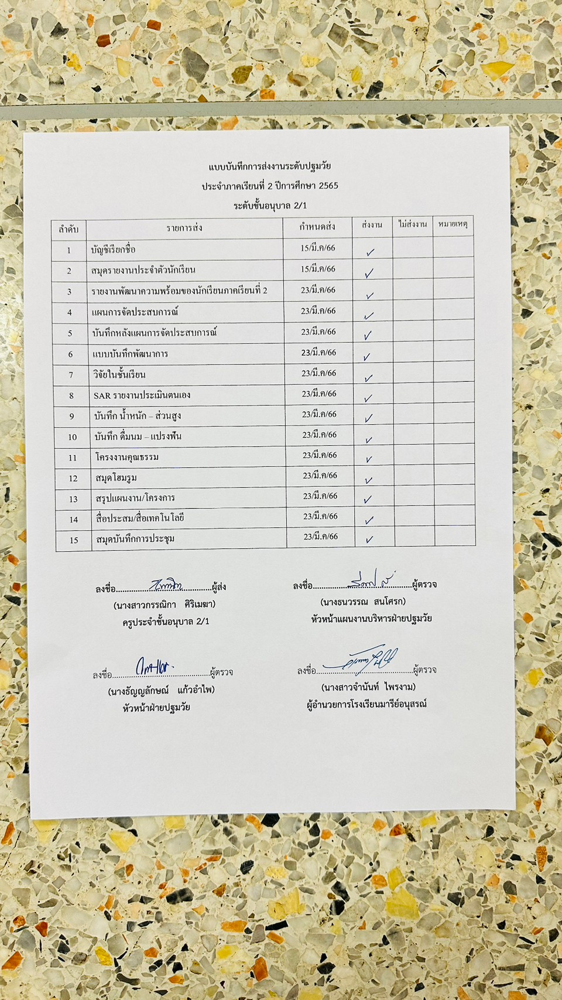 แบบบันทึกการส่งงานระดับปฐมวัย
ประจำภาคเรียนที่ 2 ปีการศึกษา 2565
ระดับชั้นอนุบาล 2/1
ลำดับ รายการส่ง กำหนดส่ง ส่งงาน ไม่ส่งงาน หมายเหตุ
1 บัญชีเรียกชื่อ 15/มี.ค/66 ✓
2 สมุดรายงานประจำตัวนักเรียน 15/มี.ค/66 ✓
3 รายงานพัฒนาความพร้อมของนักเรียนภาคเรียนที่ 2 23/มี.ค/66 ✓
4 แผนการจัดประสบการณ์ 23/มี.ค/66 ✓
5 บันทึกหลังแผนการจัดประสบการณ์ 23/มี.ค/66 ✓
6 แบบบันทึกพัฒนาการ 23/มี.ค/66 ✓
7 วิจัยในชั้นเรียน 23/มี.ค/66 ✓
8 SAR รายงานประเมินตนเอง 23/มี.ค/66 ✓
9 บันทึก น้ำหนัก – ส่วนสูง 23/มี.ค/66 ✓
10 บันทึก ดื่มนม – แปรงฟัน 23/มี.ค/66 ✓
11 โครงงานคุณธรรม 23/มี.ค/66 ✓
12 สมุดโฮมรูม 23/มี.ค/66 ✓
13 สรุปแผนงาน/โครงการ 23/มี.ค/66 ✓
14 สื่อประสม/สื่อเทคโนโลยี 23/มี.ค/66 ✓
15 สมุดบันทึกการประชุม 23/มี.ค/66 ✓
ลงชื่อ..............................ผู้ส่ง ลงชื่อ..............................ผู้ตรวจ
(นางสาวกรรณิกา ศิริเมฆา) (นางธนวรรณ สนโศรก)
ครูประจำชั้นอนุบาล 2/1 หัวหน้าแผนงานบริหารฝ่ายปฐมวัย
ลงชื่อ..............................ผู้ตรวจ ลงชื่อ..............................ผู้ตรวจ
(นางธัญญลักษณ์ แก้วอำไพ) (นางสาวจำนันท์ ไพรงาม)
หัวหน้าฝ่ายปฐมวัย ผู้อำนวยการโรงเรียนมารีย์อนุสรณ์